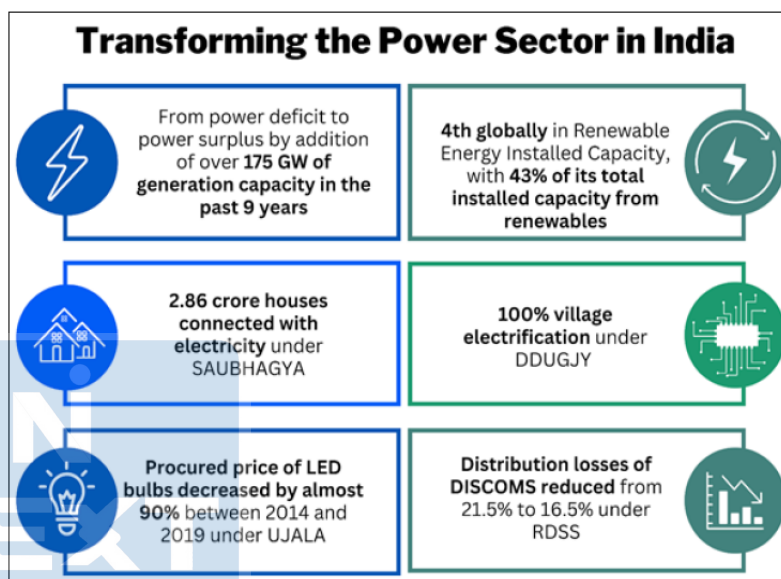 Transforming the Power Sector in India
From power deficit to
power surplus by addition
of over 175 GW of
generation capacity in the
past 9 years
4th globally in Renewable
Energy Installed Capacity,
with 43% of its total
installed capacity from
renewables
2.86 crore houses
connected with
electricity under
SAUBHAGYA
100% village
electrification under
DDUGJY
Procured price of LED
bulbs decreased by almost
90% between 2014 and
2019 under UJALA
Distribution losses of
DISCOMS reduced from
21.5% to 16.5% under
RDSS